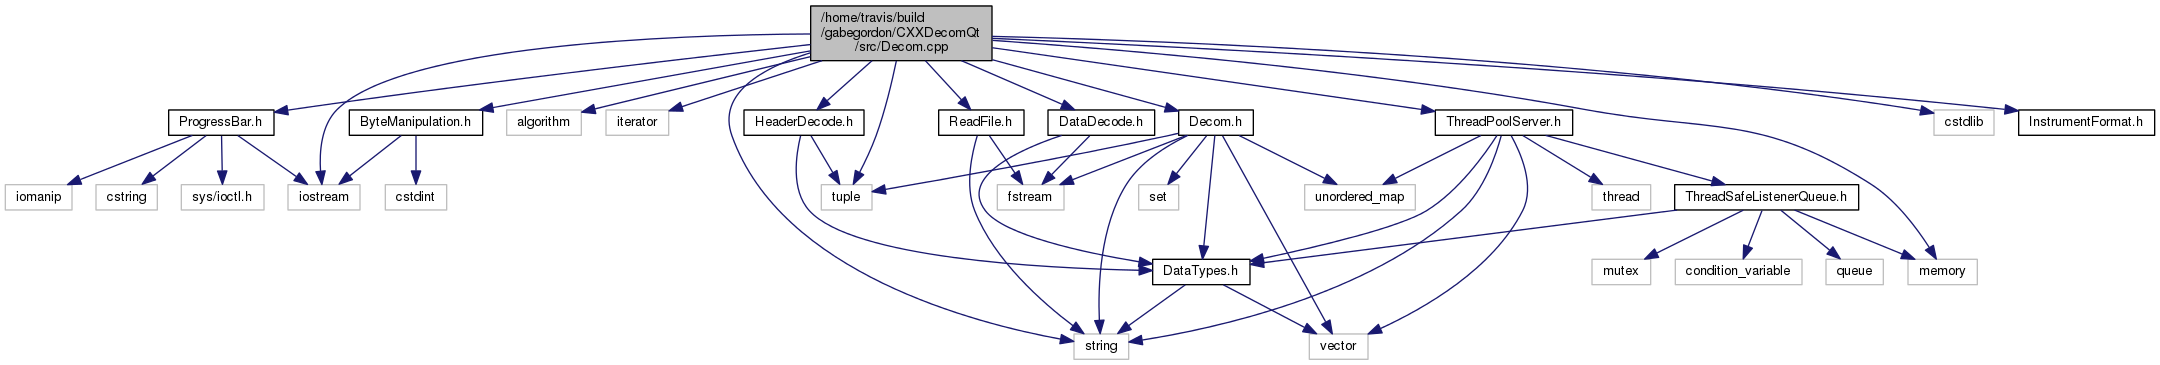 /home/travis/build
/gabegordon/CXXDecomQt
/src/Decom.cpp
ProgressBar.h
ByteManipulation.h
algorithm
iterator
HeaderDecode.h
ReadFile.h
DataDecode.h
Decom.h
ThreadPoolServer.h
cstdlib
InstrumentFormat.h
iomanip
cstring
sys/ioctl.h
iostream
cstdint
tuple
fstream
set
unordered_map
thread
ThreadSafeListenerQueue.h
DataTypes.h
mutex
condition_variable
queue
memory
string
vector